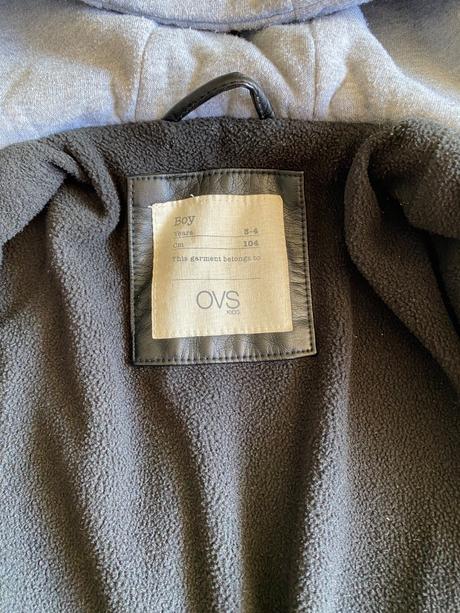 Boy
Years 3-4
Cm 104
This garment belongs to
OVS
KIDS